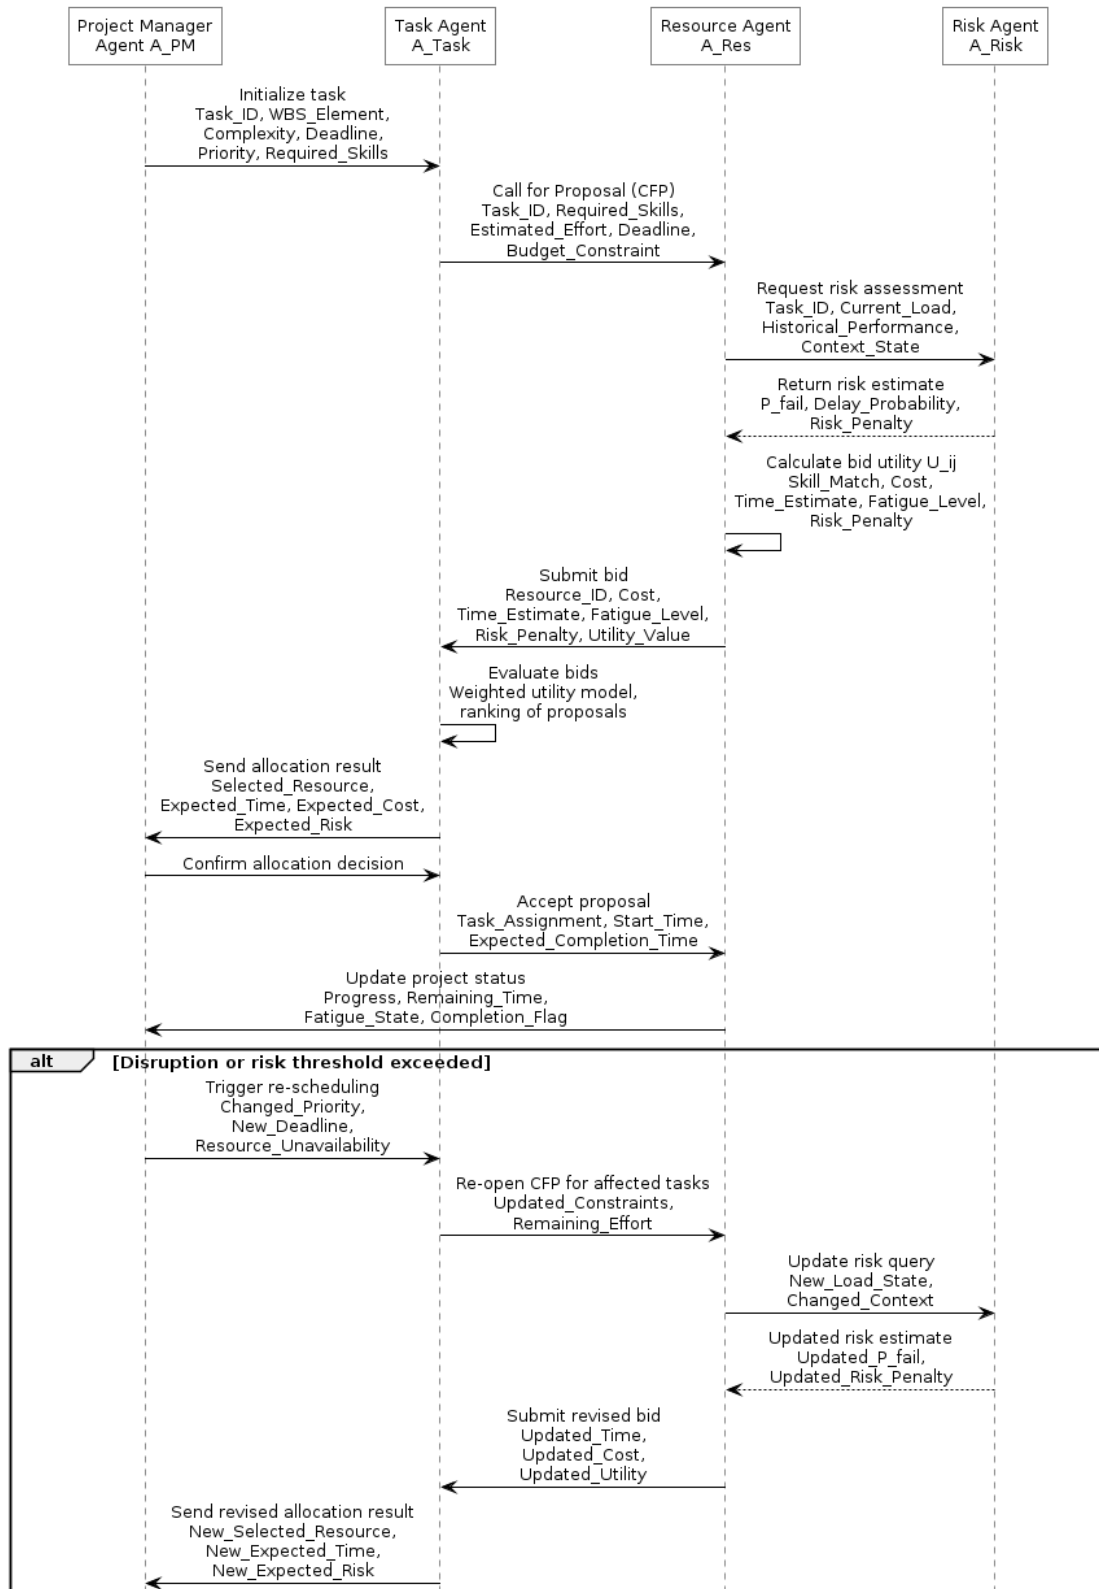 Project Manager
Agent A_PM
Task Agent
A_Task
Resource Agent
A_Res
Risk Agent
A_Risk
Initialize task
Task_ID, WBS_Element,
Complexity, Deadline,
Priority, Required_Skills
Call for Proposal (CFP)
Task_ID, Required_Skills,
Estimated_Effort, Deadline,
Budget_Constraint
Request risk assessment
Task_ID, Current_Load,
Historical_Performance,
Context_State
Return risk estimate
P_fail, Delay_Probability,
Risk_Penalty
Calculate bid utility U_ij
Skill_Match, Cost,
Time_Estimate, Fatigue_Level,
Risk_Penalty
Submit bid
Resource_ID, Cost,
Time_Estimate, Fatigue_Level,
Risk_Penalty, Utility_Value
Evaluate bids
Weighted utility model,
ranking of proposals
Send allocation result
Selected_Resource,
Expected_Time, Expected_Cost,
Expected_Risk
Confirm allocation decision
Accept proposal
Task_Assignment, Start_Time,
Expected_Completion_Time
Update project status
Progress, Remaining_Time,
Fatigue_State, Completion_Flag
alt [Disruption or risk threshold exceeded]
Trigger re-scheduling
Changed_Priority,
New_Deadline,
Resource_Unavailability
Re-open CFP for affected tasks
Updated_Constraints,
Remaining_Effort
Update risk query
New_Load_State,
Changed_Context
Updated risk estimate
Updated_P_fail,
Updated_Risk_Penalty
Submit revised bid
Updated_Time,
Updated_Cost,
Updated_Utility
Send revised allocation result
New_Selected_Resource,
New_Expected_Time,
New_Expected_Risk